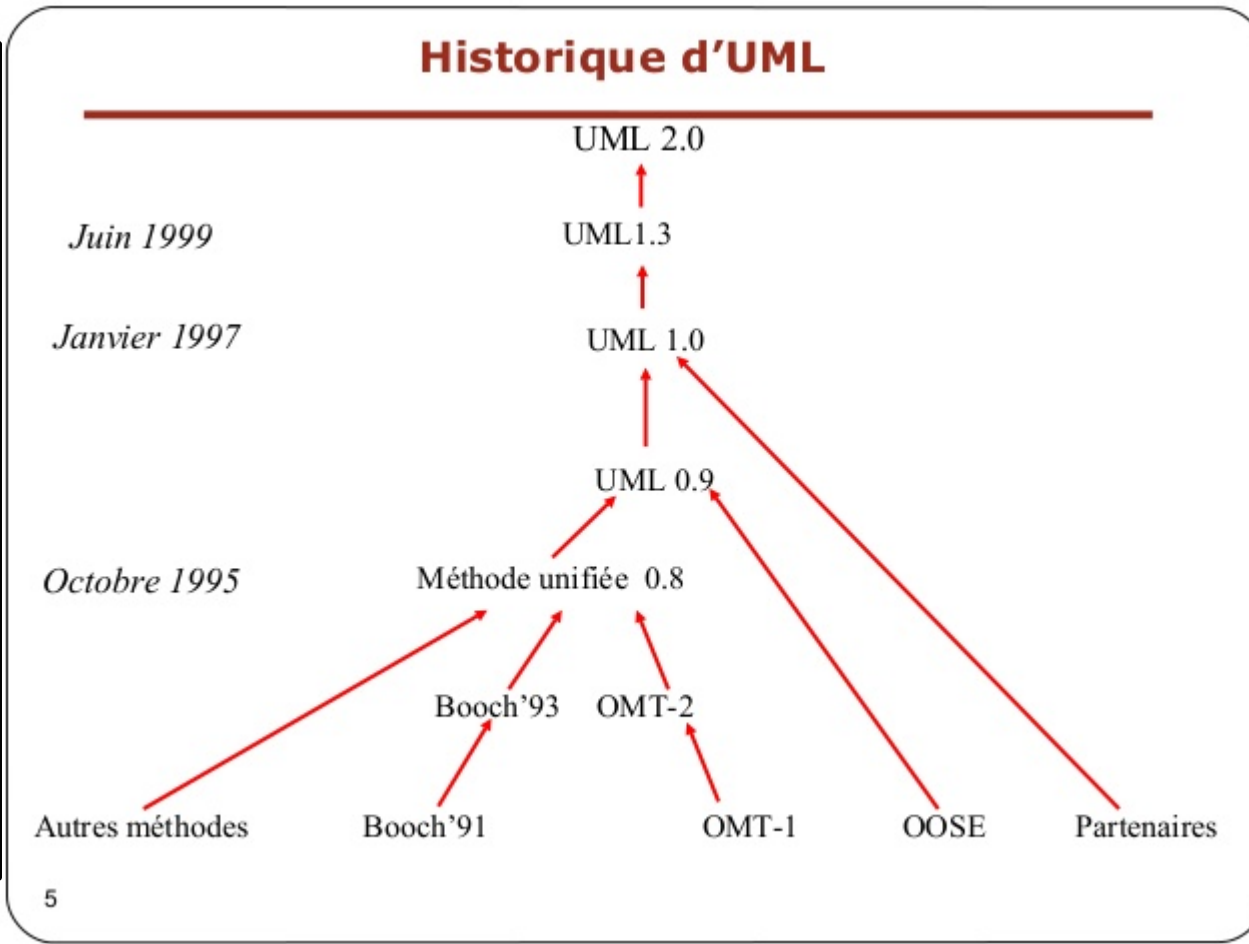 Historique d’UML
UML 2.0
Juin 1999
UML1.3
Janvier 1997
UML 1.0
UML 0.9
Octobre 1995
Méthode unifiée 0.8
Booch’93
OMT-2
Autres méthodes
Booch’91
OMT-1
OOSE
Partenaires
5